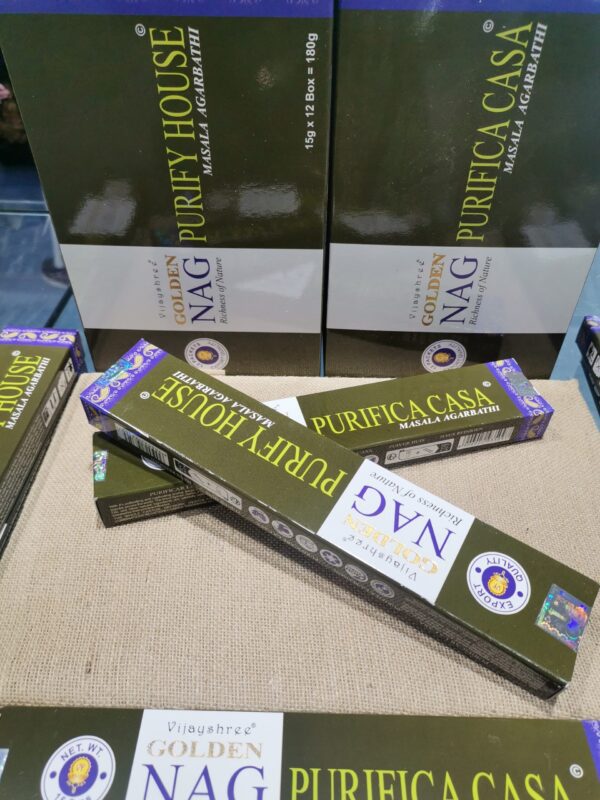 PURIFY HOUSE©
MASALA AGARBATHI
15g x 12 Box = 180g
Vijayshree®
GOLDEN
NAG
Richness of Nature
PURIFICA CASA©
MASALA AGARBATHI
Vijayshree®
GOLDEN
NAG
Richness of Nature
HOUSE©
MASALA AGARBATHI
PURIFY HOUSE©
MASALA AGARBATHI
Vijayshree®
GOLDEN
NAG
Richness of Nature
EXPORT
QUALITY
PURIFICA CASA©
MASALA AGARBATHI
NET. WT.
Vijayshree®
GOLDEN
NAG
PURIFICA CASA©